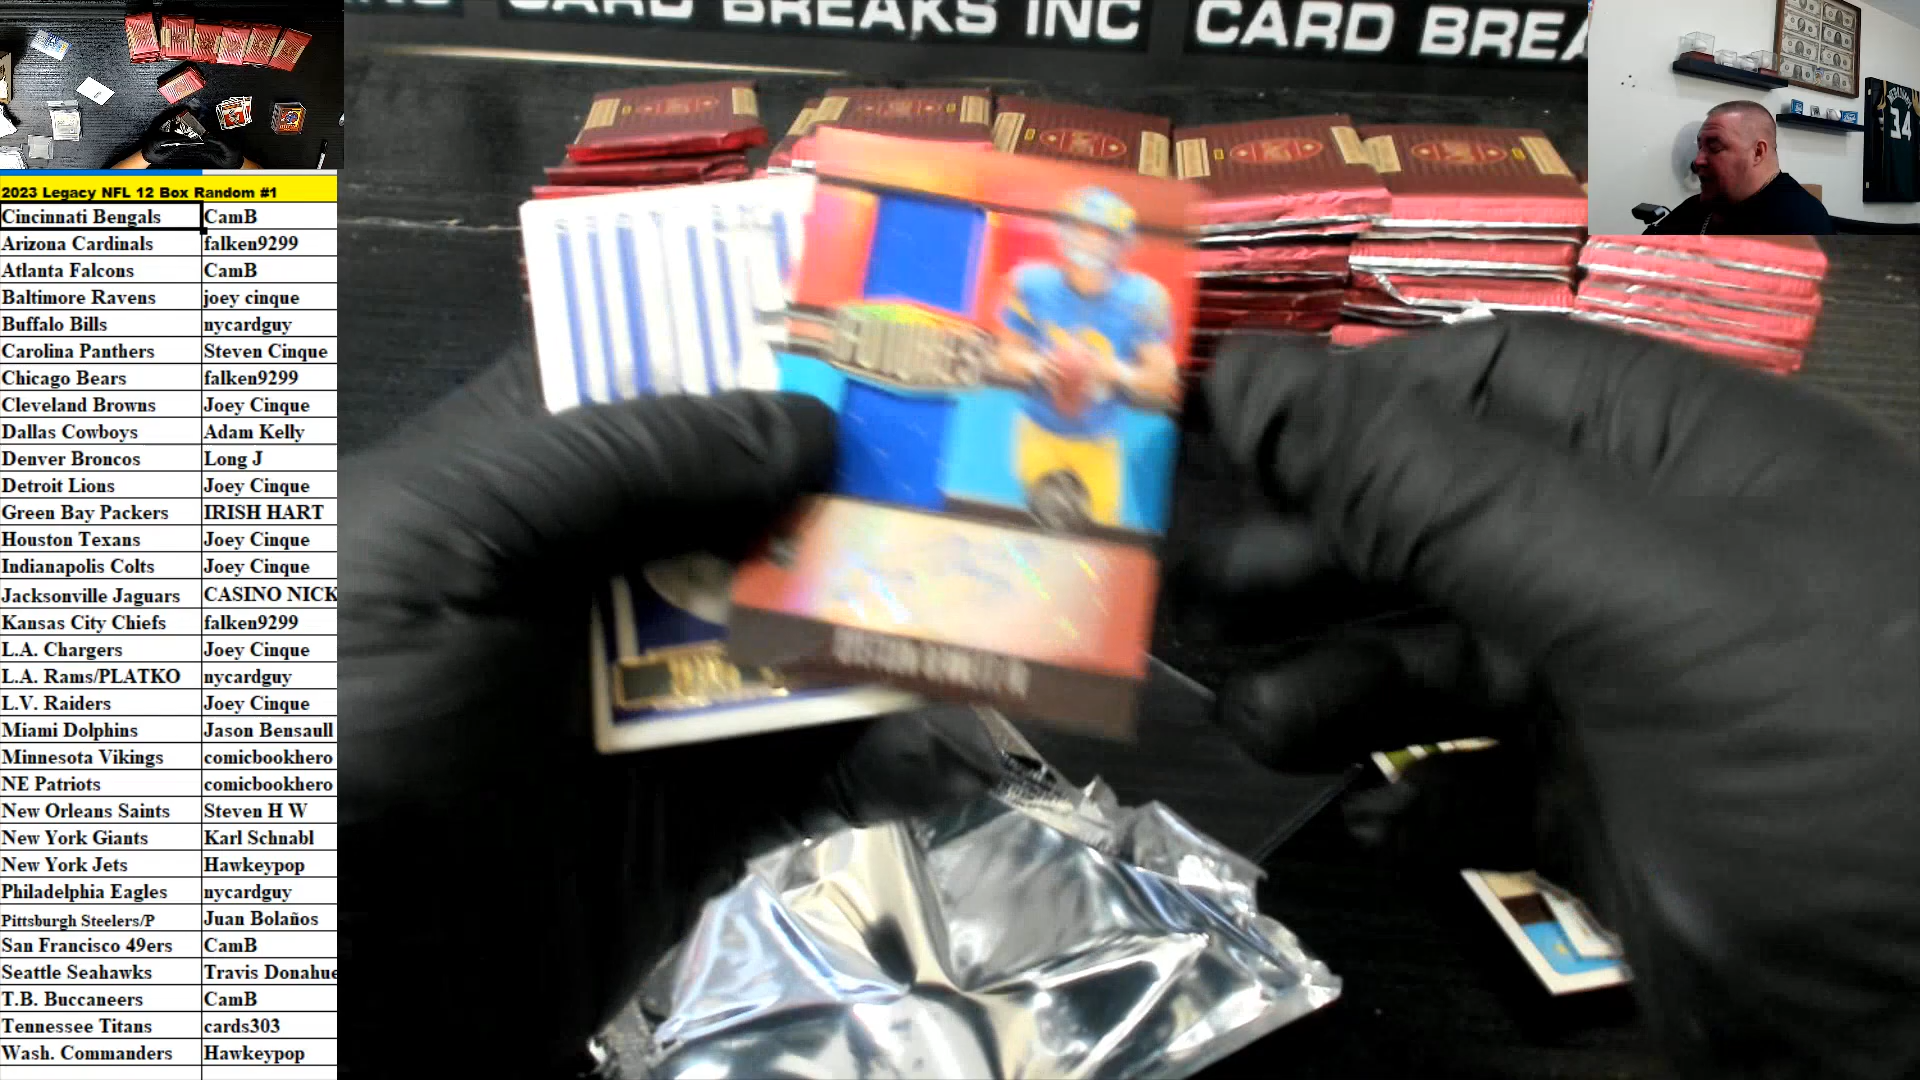 CARD BREAKS INC CARD BREA
2023 Legacy NFL 12 Box Random #1
Cincinnati Bengals CamB
Arizona Cardinals falken9299
Atlanta Falcons CamB
Baltimore Ravens joey cinque
Buffalo Bills nycardguy
Carolina Panthers Steven Cinque
Chicago Bears falken9299
Cleveland Browns Joey Cinque
Dallas Cowboys Adam Kelly
Denver Broncos Long J
Detroit Lions Joey Cinque
Green Bay Packers IRISH HART
Houston Texans Joey Cinque
Indianapolis Colts Joey Cinque
Jacksonville Jaguars CASINO NICK
Kansas City Chiefs falken9299
L.A. Chargers Joey Cinque
L.A. Rams/PLATKO nycardguy
L.V. Raiders Joey Cinque
Miami Dolphins Jason Bensaull
Minnesota Vikings comicbookhero
NE Patriots comicbookhero
New Orleans Saints Steven H W
New York Giants Karl Schnabl
New York Jets Hawkeypop
Philadelphia Eagles nycardguy
Pittsburgh Steelers/P Juan Bolaños
San Francisco 49ers CamB
Seattle Seahawks Travis Donahue
T.B. Buccaneers CamB
Tennessee Titans cards303
Wash. Commanders Hawkeypop
34